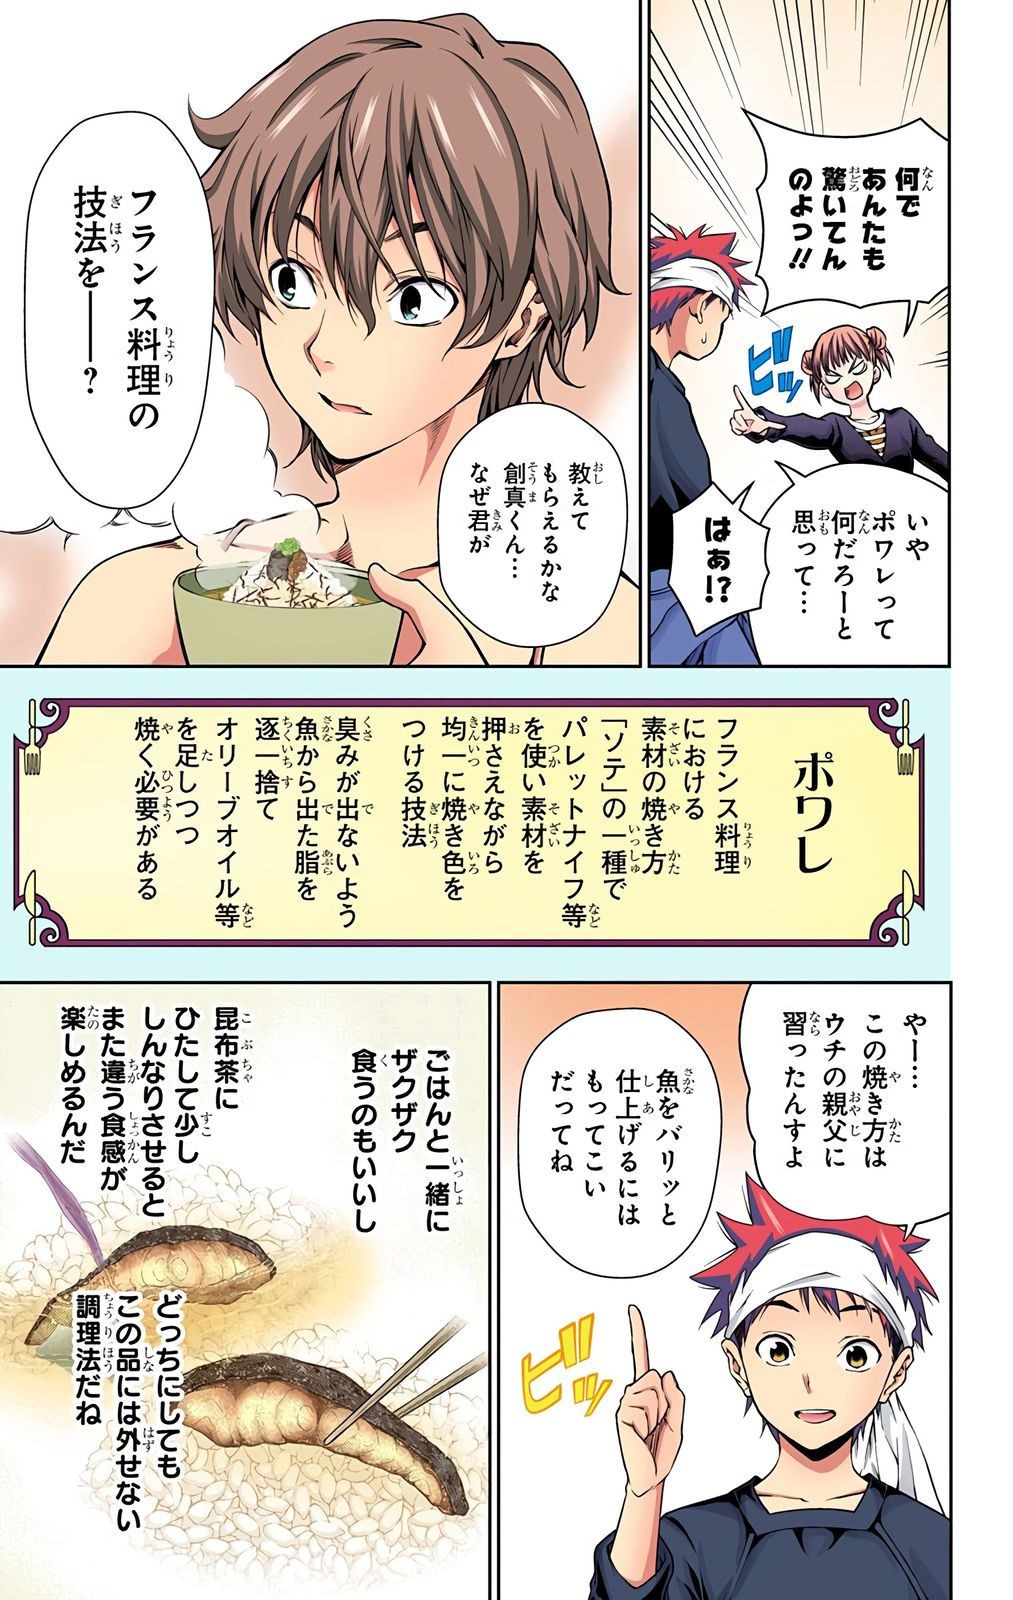 何で
あんたも
驚いてん
のよっ!!
ビッ
いや
ポワレって
何だろーと
思って…
はぁ!?
教えて
もらえるかな
創真くん…
なぜ君が
フランス料理の
技法を――?
ポワレ
フランス料理
における
素材の焼き方
「ソテ」の一種で
パレットナイフ等
を使い素材を
押さえながら
均一に焼き色を
つける技法
臭みが出ないよう
魚から出た脂を
逐一捨て
オリーブオイル等
を足しつつ
焼く必要がある
やー…
この焼き方は
ウチの親父に
習ったんすよ
魚をバリッと
仕上げるには
もってこい
だってね
ビッ
ごはんと一緒に
ザクザク
食うのもいいし
昆布茶に
ひたして少し
しんなりさせると
また違う食感が
楽しめるんだ
どっちにしても
この品には外せない
調理法だね